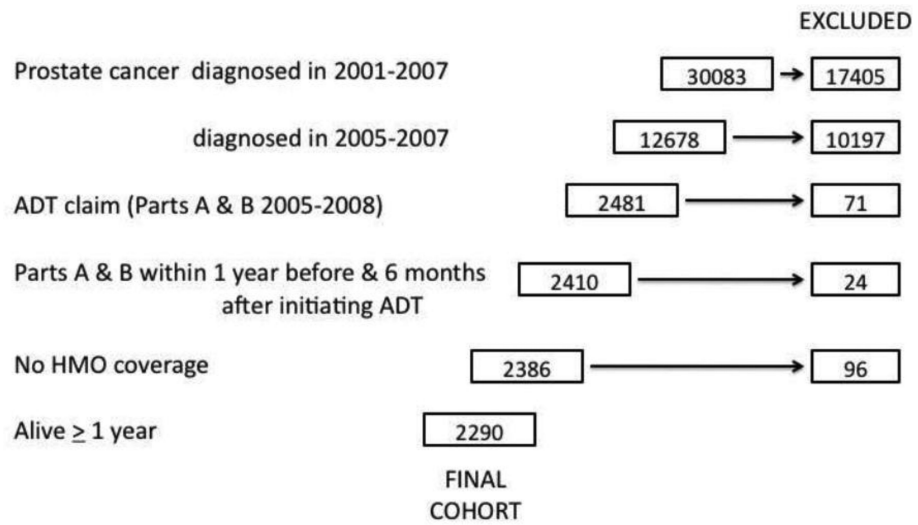 EXCLUDED
Prostate cancer diagnosed in 2001-2007 30083 17405
diagnosed in 2005-2007 12678 10197
ADT claim (Parts A & B 2005-2008) 2481 71
Parts A & B within 1 year before & 6 months 2410 24
after initiating ADT
No HMO coverage 2386 96
Alive ≥ 1 year 2290
FINAL
COHORT